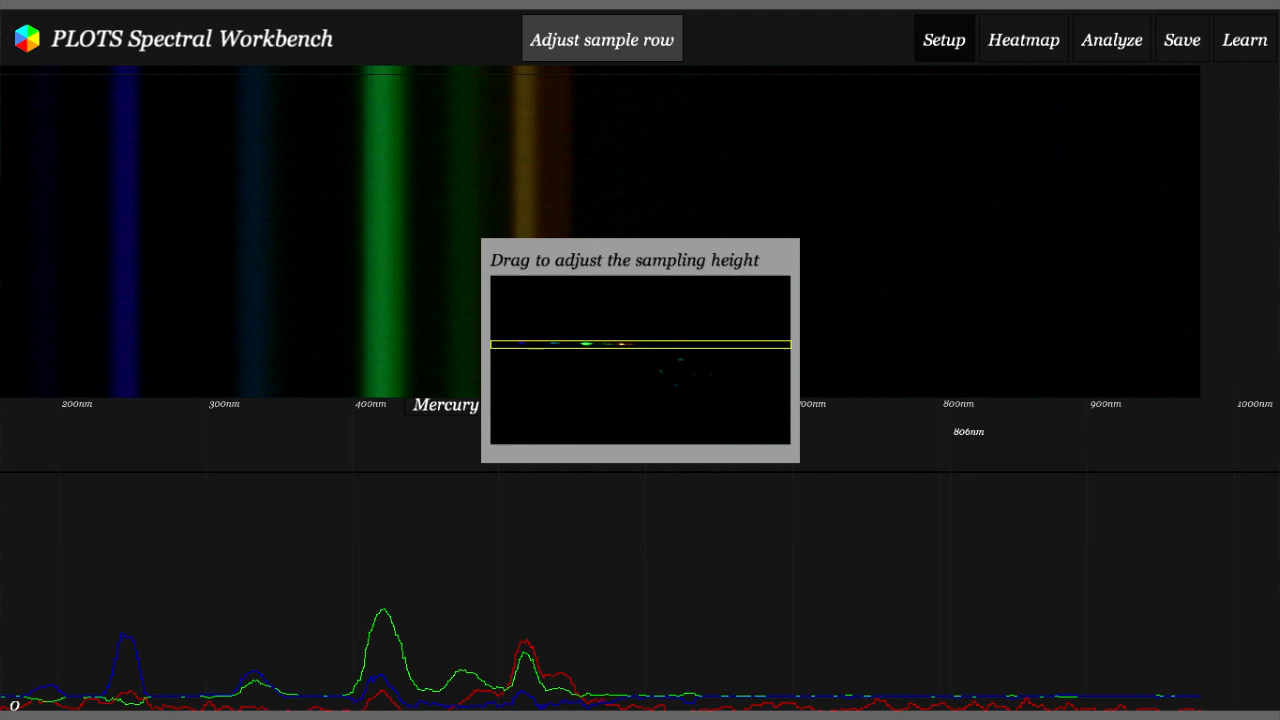 PLOTS Spectral Workbench
Adjust sample row
Setup
Heatmap
Analyze
Save
Learn
Drag to adjust the sampling height
200nm
300nm
400nm
Mercury
800nm
900nm
1000nm
806nm
0